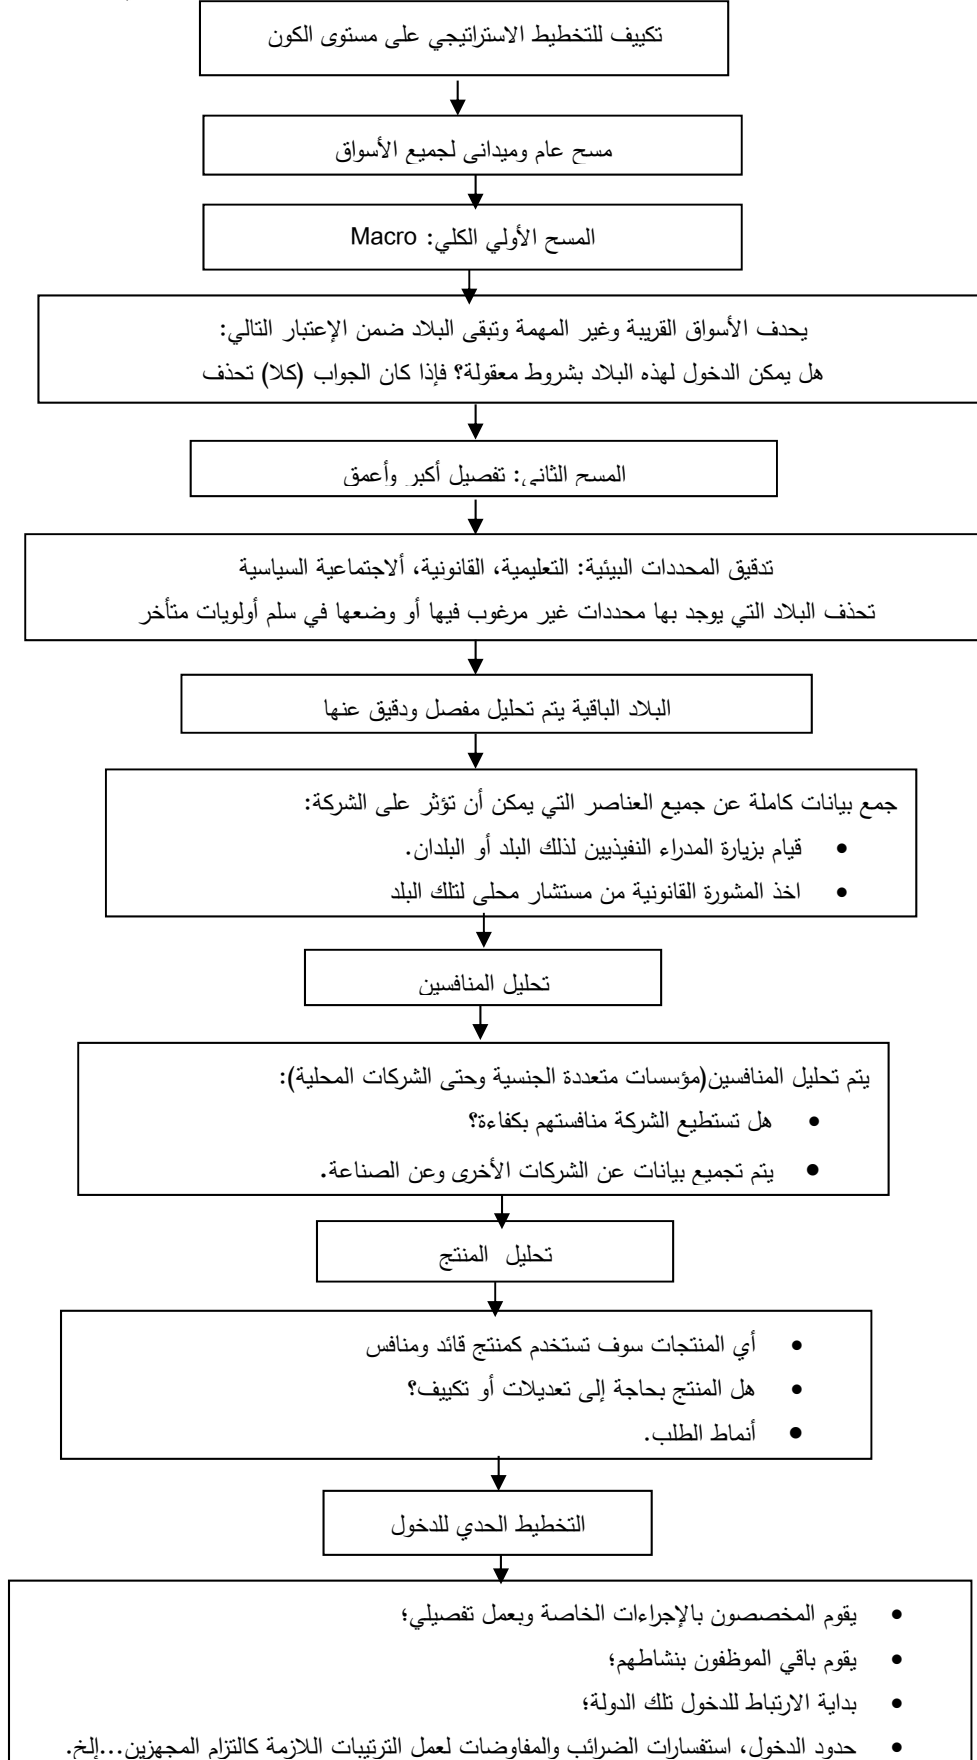 تكييف للتخطيط الاستراتيجي على مستوى الكون
مسح عام وميدانى لجميع الأسواق
المسح الأولي الكلي: Macro
يحدف الأسواق القريبة وغير المهمة وتبقى البلاد ضمن الإعتبار التالي:
هل يمكن الدخول لهذه البلاد بشروط معقولة؟ فإذا كان الجواب (كلا) تحذف
المسح الثانى: تفصيل أكبر وأعمق
تدقيق المحددات البيئية: التعليمية، القانونية، ألاجتماعية السياسية
تحذف البلاد التي يوجد بها محددات غير مرغوب فيها أو وضعها في سلم أولويات متأخر
البلاد الباقية يتم تحليل مفصل ودقيق عنها
جمع بيانات كاملة عن جميع العناصر التي يمكن أن تؤثر على الشركة:
• قيام بزيارة المدراء النفيذيين لذلك البلد أو البلدان.
• اخذ المشورة القانونية من مستشار محلى لتلك البلد
تحليل المنافسين
يتم تحليل المنافسين(مؤسسات متعددة الجنسية وحتى الشركات المحلية):
• هل تستطيع الشركة منافستهم بكفاءة؟
• يتم تجميع بيانات عن الشركات الأخرى وعن الصناعة.
تحليل المنتج
• أي المنتجات سوف تستخدم كمنتج قائد ومنافس
• هل المنتج بحاجة إلى تعديلات أو تكييف؟
• أنماط الطلب.
التخطيط الحدي للدخول
• يقوم المخصصون بالإجراءات الخاصة وبعمل تفصيلي؛
• يقوم باقي الموظفون بنشاطهم؛
• بداية الارتباط للدخول تلك الدولة؛
• حدود الدخول، استفسارات الضرائب والمفاوضات لعمل الترتيبات اللازمة كالتزام المجهزين...إلخ.